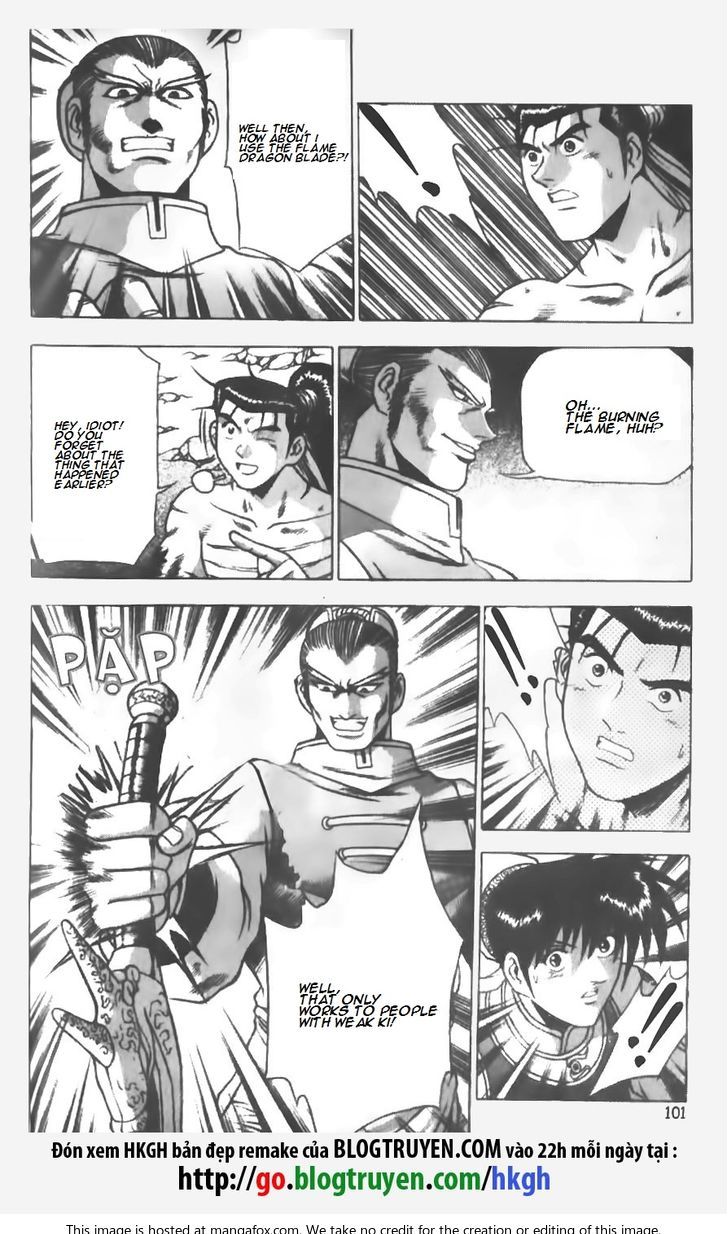 WELL THEN,
HOW ABOUT I
USE THE FLAME
DRAGON BLADE?!
!
OH...
THE BURNING
FLAME, HUH?
HEY, IDIOT!
DO YOU
FORGET
ABOUT THE
THING THAT
HAPPENED
EARLIER?
PẶP
!!
WELL,
THAT ONLY
WORKS TO PEOPLE
WITH WEAK KI!
!!
101
Đón xem HKGH bản đẹp remake của BLOGTRUYEN.COM vào 22h mỗi ngày tại :
http://go.blogtruyen.com/hkgh
This image is hosted at mangafox.com. We take no credit for the creation or editing of this image.